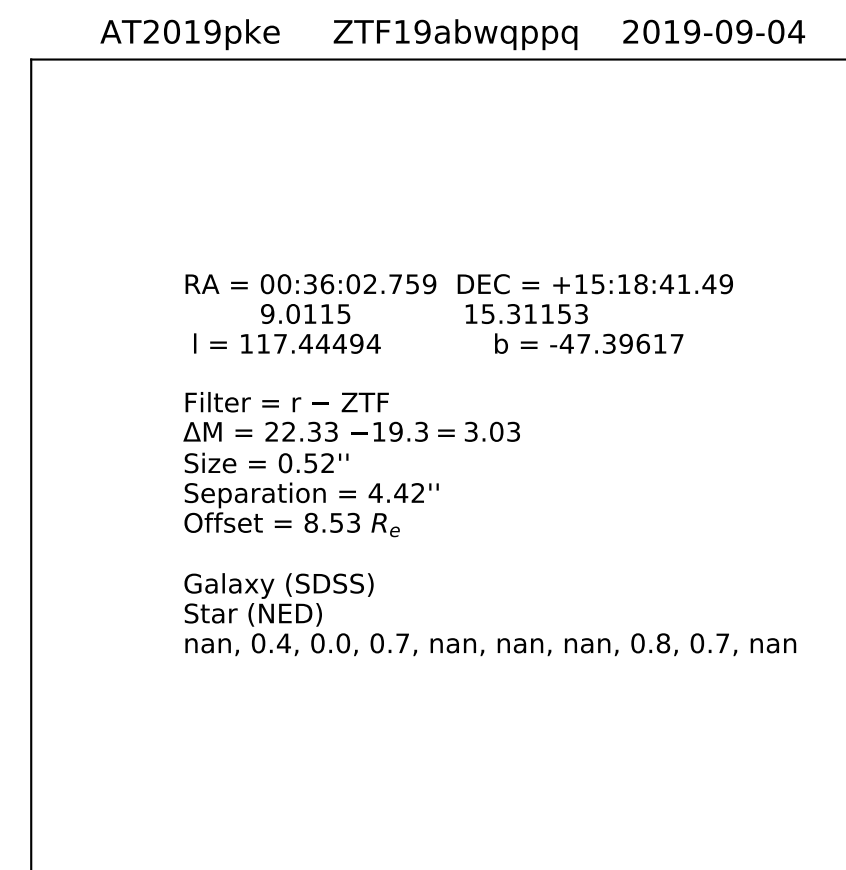 AT2019pke ZTF19abwqppq 2019-09-04
RA = 00:36:02.759 DEC = +15:18:41.49
9.0115 15.31153
l = 117.44494 b = -47.39617
Filter = r − ZTF
ΔM = 22.33 −19.3 = 3.03
Size = 0.52''
Separation = 4.42''
Offset = 8.53 Rₑ
Galaxy (SDSS)
Star (NED)
nan, 0.4, 0.0, 0.7, nan, nan, nan, 0.8, 0.7, nan